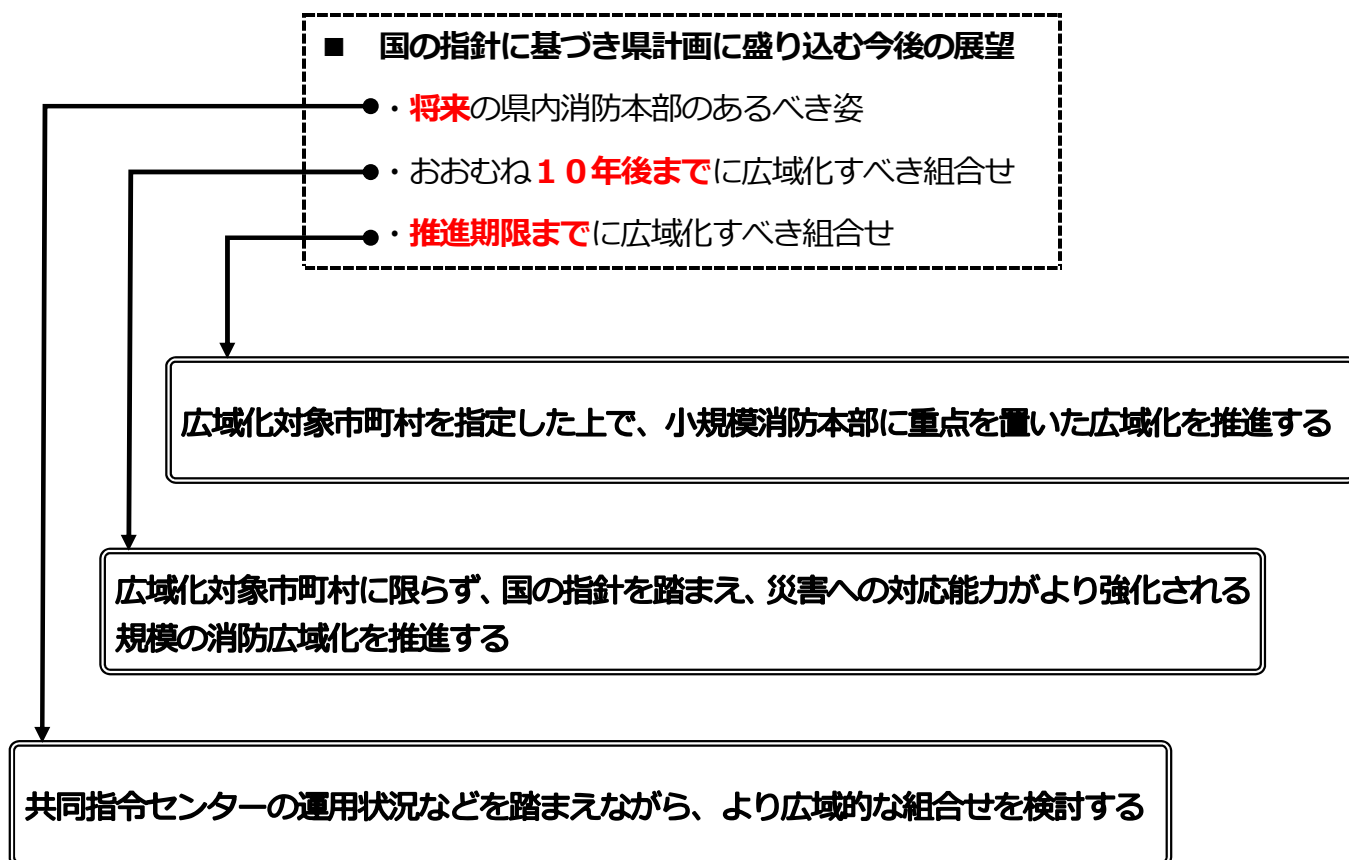 ■ 国の指針に基づき県計画に盛り込む今後の展望
・将来の県内消防本部のあるべき姿
・おおむね１０年後までに広域化すべき組合せ
・推進期限までに広域化すべき組合せ
広域化対象市町村を指定した上で、小規模消防本部に重点を置いた広域化を推進する
広域化対象市町村に限らず、国の指針を踏まえ、災害への対応能力がより強化される
規模の消防広域化を推進する
共同指令センターの運用状況などを踏まえながら、より広域的な組合せを検討する